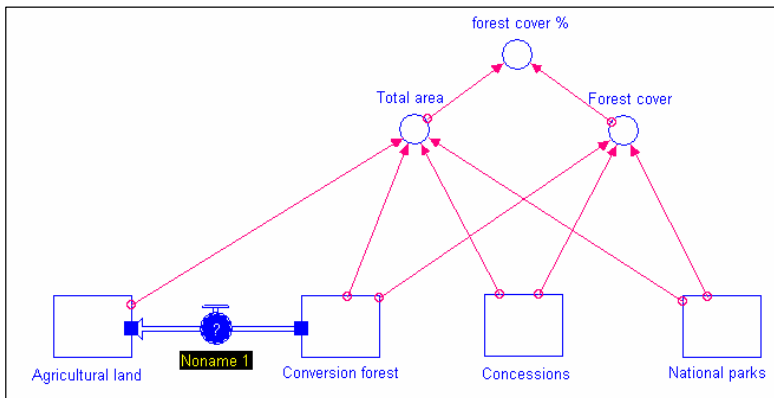 forest cover %
Total area
Forest cover
?
Noname 1
Agricultural land
Conversion forest
Concessions
National parks